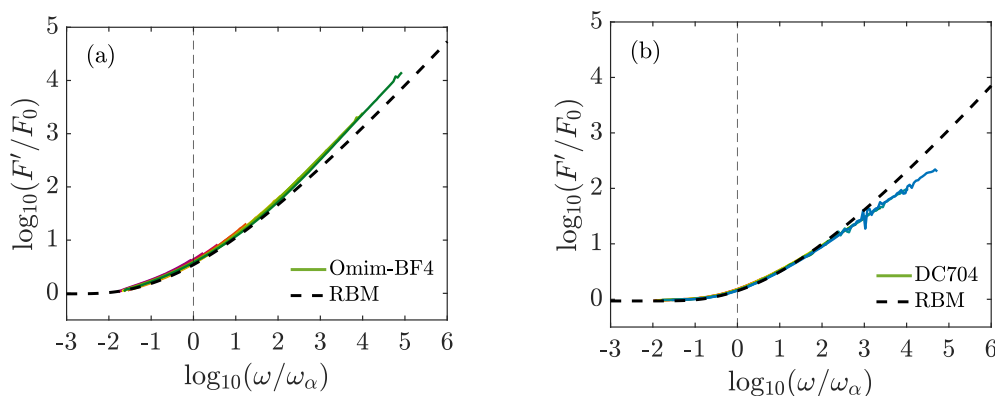 (a)
log₁₀(F′/F₀)
5
4
3
2
1
0
Omim-BF4
RBM
-3 -2 -1 0 1 2 3 4 5 6
log₁₀(ω/ωα)
(b)
log₁₀(F′/F₀)
5
4
3
2
1
0
DC704
RBM
-3 -2 -1 0 1 2 3 4 5 6
log₁₀(ω/ωα)